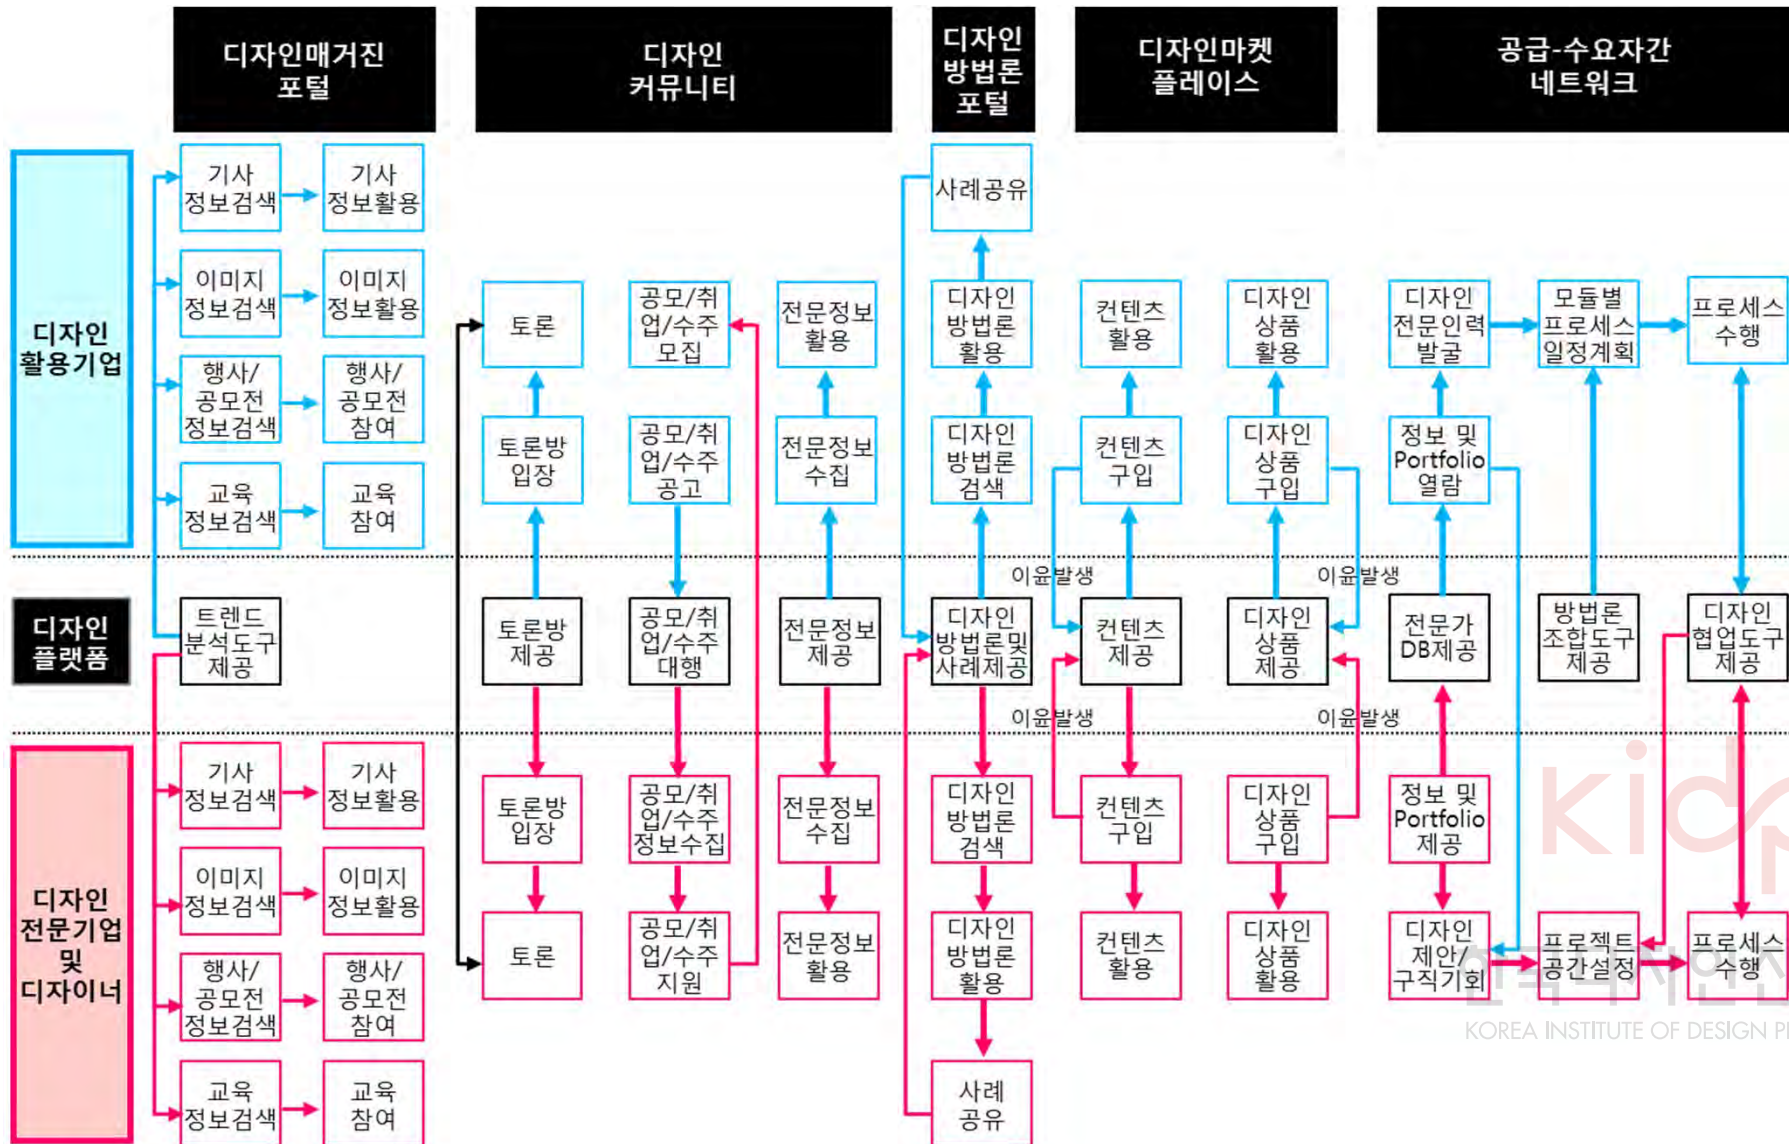 디자인매거진
포털
디자인
커뮤니티
디자인
방법론
포털
디자인마켓
플레이스
공급-수요자간
네트워크
디자인
활용기업
기사
정보검색
기사
정보활용
이미지
정보검색
이미지
정보활용
행사/
공모전
정보검색
행사/
공모전
참여
교육
정보검색
교육
참여
토론
공모/취
업/수주
모집
전문정보
활용
토론방
입장
공모/취
업/수주
공고
전문정보
수집
사례공유
디자인
방법론
활용
디자인
방법론
검색
컨텐츠
활용
디자인
상품
활용
컨텐츠
구입
디자인
상품
구입
디자인
전문인력
발굴
모듈별
프로세스
일정계획
프로세스
수행
정보 및
Portfolio
열람
이윤발생
이윤발생
디자인
플랫폼
트렌드
분석도구
제공
토론방
제공
공모/취
업/수주
대행
전문정보
제공
디자인
방법론및
사례제공
컨텐츠
제공
디자인
상품
제공
전문가
DB제공
방법론
조합도구
제공
디자인
협업도구
제공
이윤발생
이윤발생
디자인
전문기업
및
디자이너
기사
정보검색
기사
정보활용
이미지
정보검색
이미지
정보활용
행사/
공모전
정보검색
행사/
공모전
참여
교육
정보검색
교육
참여
토론방
입장
공모/취
업/수주
정보수집
전문정보
수집
토론
공모/취
업/수주
지원
전문정보
활용
디자인
방법론
검색
디자인
방법론
활용
사례
공유
컨텐츠
구입
디자인
상품
구입
컨텐츠
활용
디자인
상품
활용
정보 및
Portfolio
제공
디자인
제안/
구직기회
프로젝트
공간설정
프로세스
수행
kid
한국디자인진
KOREA INSTITUTE OF DESIGN